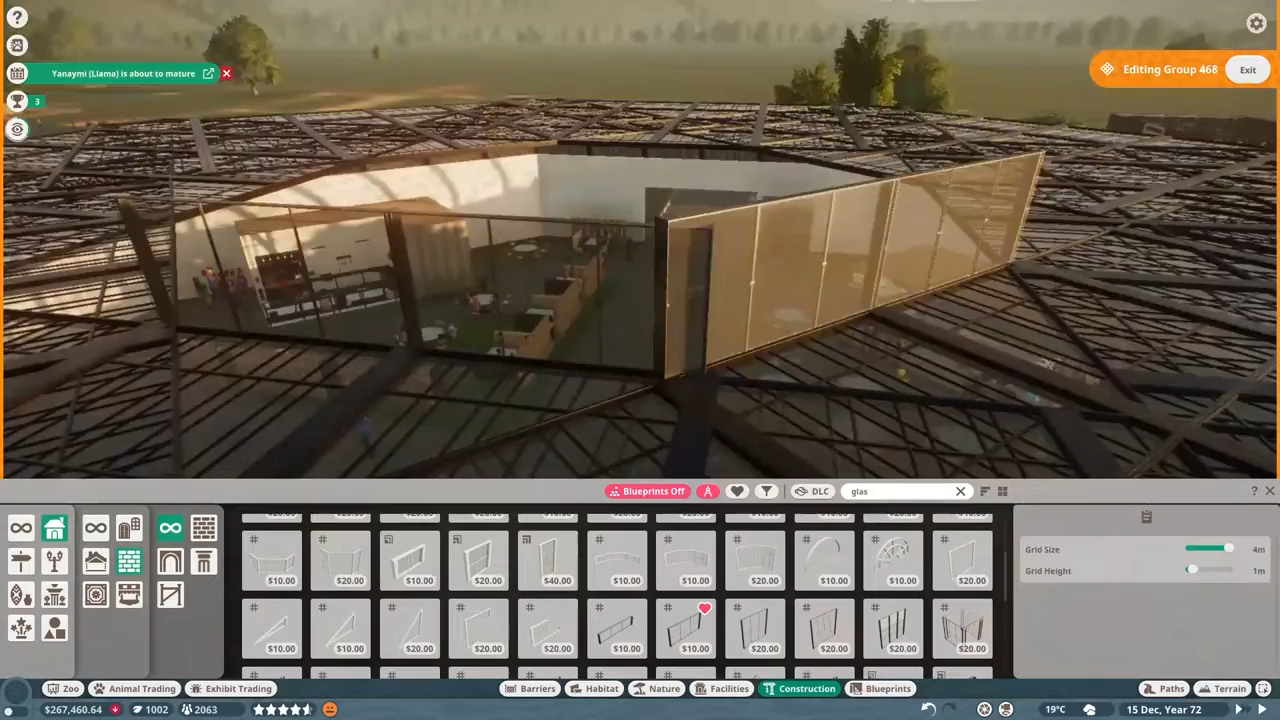 Yanaymi (Llama) is about to mature
3
Editing Group 468
Exit
Blueprints Off
DLC
glas
$10.00 $20.00 $10.00 $20.00 $40.00 $10.00 $10.00 $20.00 $10.00 $10.00 $20.00
$10.00 $10.00 $20.00 $20.00 $20.00 $10.00 $10.00 $20.00 $20.00 $20.00 $20.00
Grid Size 4m
Grid Height 1m
Zoo Animal Trading Exhibit Trading Barriers Habitat Nature Facilities Construction Blueprints Paths Terrain
$267,460.64 1002 2063 19°C 15 Dec, Year 72